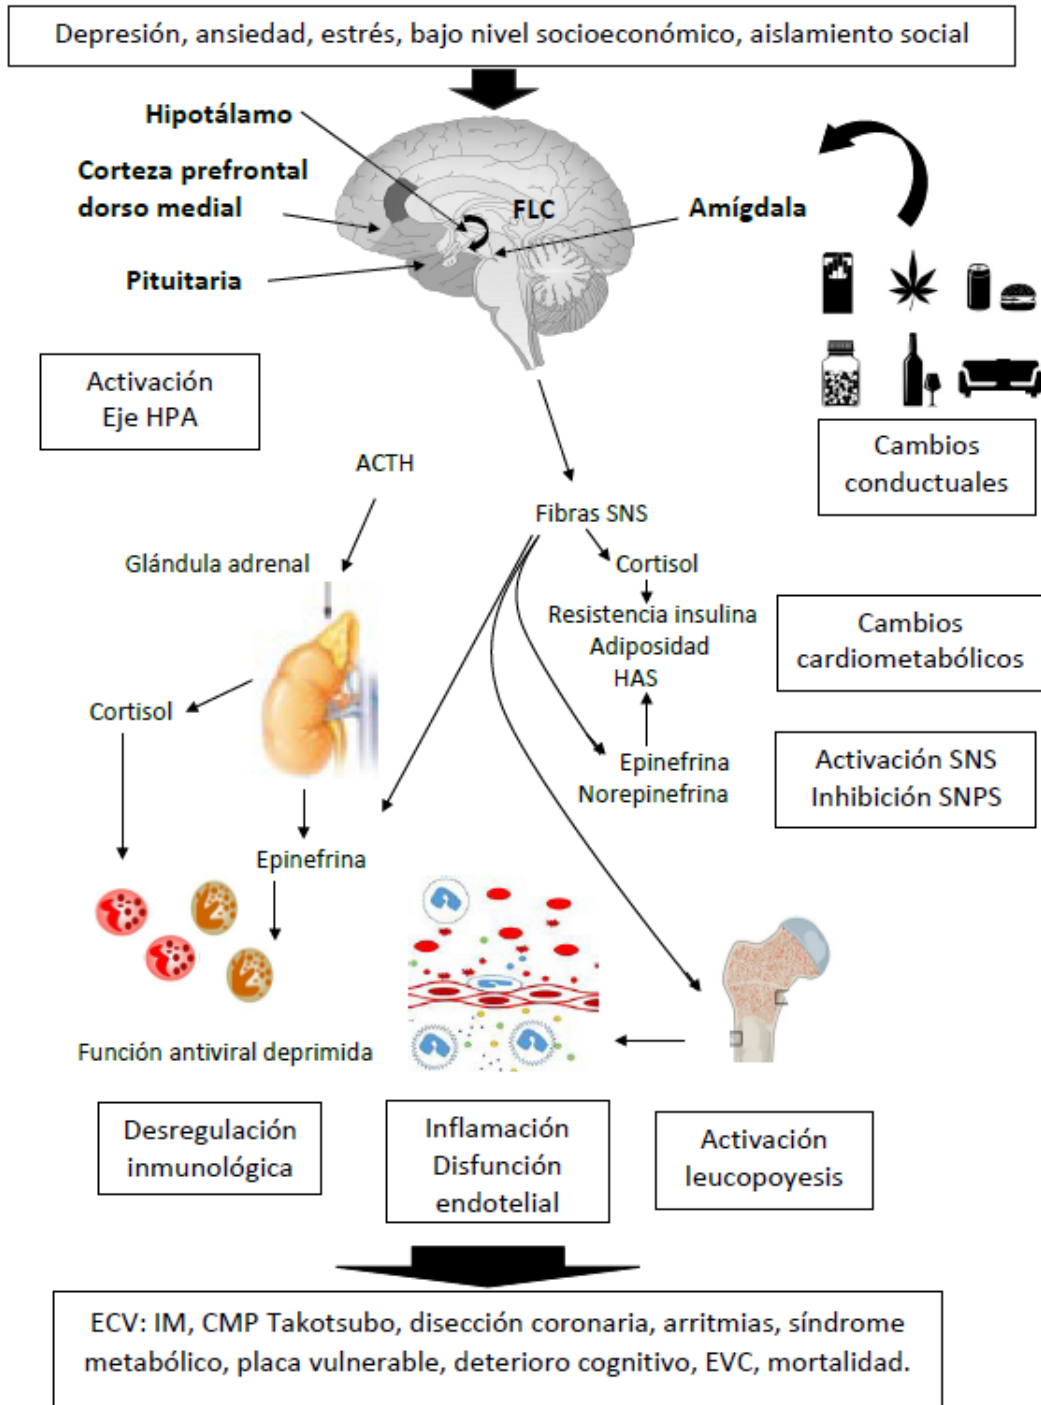 Depresión, ansiedad, estrés, bajo nivel socioeconómico, aislamiento social
Hipotálamo
Corteza prefrontal
dorso medial
FLC
Amígdala
Pituitaria
Activación
Eje HPA
Cambios
conductuales
ACTH
Fibras SNS
Glándula adrenal
Cortisol
Resistencia insulina
Adiposidad
HAS
Cambios
cardiometabólicos
Cortisol
Epinefrina
Norepinefrina
Activación SNS
Inhibición SNPS
Epinefrina
Función antiviral deprimida
Desregulación
inmunológica
Inflamación
Disfunción
endotelial
Activación
leucopoyesis
ECV: IM, CMP Takotsubo, disección coronaria, arritmias, síndrome
metabólico, placa vulnerable, deterioro cognitivo, EVC, mortalidad.